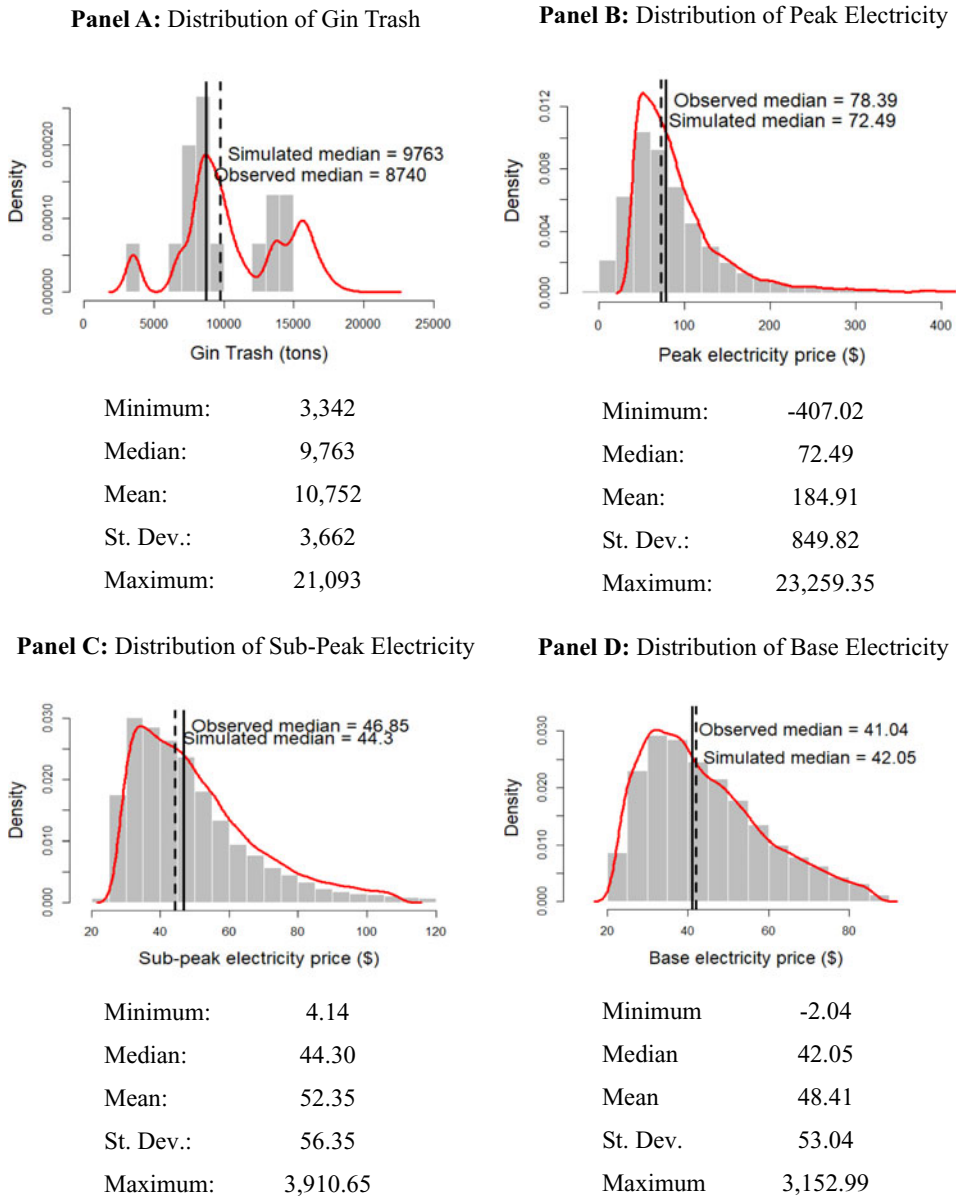 Panel A: Distribution of Gin Trash
Density
0.00000
0.00010
0.00020
Simulated median = 9763
Observed median = 8740
0 5000 10000 15000 20000 25000
Gin Trash (tons)
Minimum: 3,342
Median: 9,763
Mean: 10,752
St. Dev.: 3,662
Maximum: 21,093
Panel B: Distribution of Peak Electricity
Density
0.000
0.004
0.008
0.012
Observed median = 78.39
Simulated median = 72.49
0 100 200 300 400
Peak electricity price ($)
Minimum: -407.02
Median: 72.49
Mean: 184.91
St. Dev.: 849.82
Maximum: 23,259.35
Panel C: Distribution of Sub-Peak Electricity
Density
0.000
0.010
0.020
0.030
Observed median = 46.85
Simulated median = 44.3
20 40 60 80 100 120
Sub-peak electricity price ($)
Minimum: 4.14
Median: 44.30
Mean: 52.35
St. Dev.: 56.35
Maximum: 3,910.65
Panel D: Distribution of Base Electricity
Density
0.000
0.010
0.020
0.030
Observed median = 41.04
Simulated median = 42.05
20 40 60 80
Base electricity price ($)
Minimum -2.04
Median 42.05
Mean 48.41
St. Dev. 53.04
Maximum 3,152.99